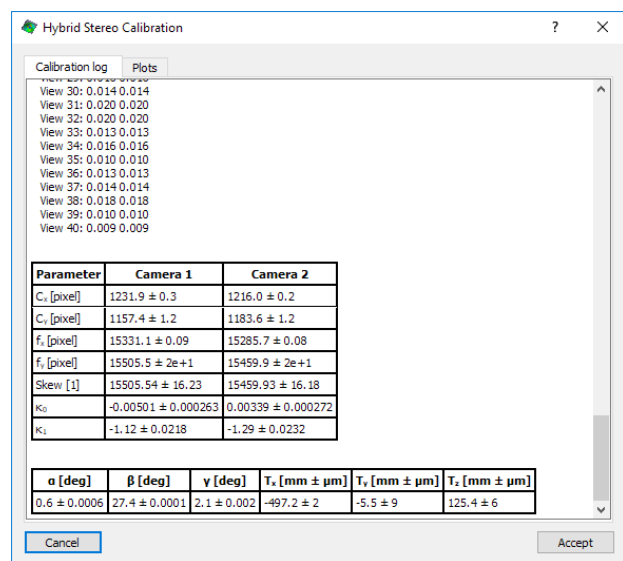 Hybrid Stereo Calibration ? X
Calibration log Plots
View 30: 0.014 0.014
View 31: 0.020 0.020
View 32: 0.020 0.020
View 33: 0.013 0.013
View 34: 0.016 0.016
View 35: 0.010 0.010
View 36: 0.013 0.013
View 37: 0.014 0.014
View 38: 0.018 0.018
View 39: 0.010 0.010
View 40: 0.009 0.009
Parameter Camera 1 Camera 2
Cₓ [pixel] 1231.9 ± 0.3 1216.0 ± 0.2
Cᵧ [pixel] 1157.4 ± 1.2 1183.6 ± 1.2
fₓ [pixel] 15331.1 ± 0.09 15285.7 ± 0.08
fᵧ [pixel] 15505.5 ± 2e+1 15459.9 ± 2e+1
Skew [1] 15505.54 ± 16.23 15459.93 ± 16.18
κ₀ -0.00501 ± 0.000263 0.00339 ± 0.000272
κ₁ -1.12 ± 0.0218 -1.29 ± 0.0232
α [deg] β [deg] γ [deg] Tₓ [mm ± μm] Tᵧ [mm ± μm] T_z [mm ± μm]
0.6 ± 0.0006 27.4 ± 0.0001 2.1 ± 0.002 -497.2 ± 2 -5.5 ± 9 125.4 ± 6
Cancel Accept